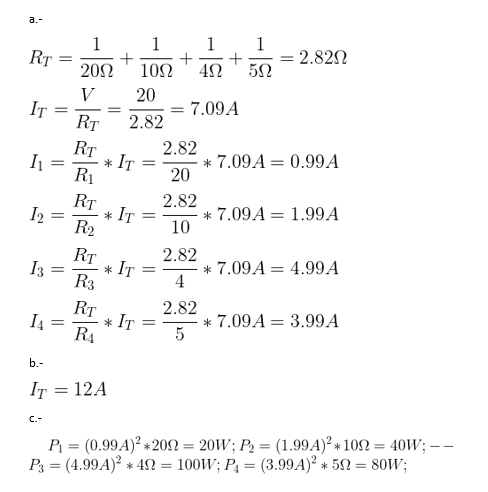 a.-
R_T = 1/20Ω + 1/10Ω + 1/4Ω + 1/5Ω = 2.82Ω
I_T = V/R_T = 20/2.82 = 7.09A
I_1 = R_T/R_1 * I_T = 2.82/20 * 7.09A = 0.99A
I_2 = R_T/R_2 * I_T = 2.82/10 * 7.09A = 1.99A
I_3 = R_T/R_3 * I_T = 2.82/4 * 7.09A = 4.99A
I_4 = R_T/R_4 * I_T = 2.82/5 * 7.09A = 3.99A
b.-
I_T = 12A
c.-
P_1 = (0.99A)^2 * 20Ω = 20W; P_2 = (1.99A)^2 * 10Ω = 40W; − −
P_3 = (4.99A)^2 * 4Ω = 100W; P_4 = (3.99A)^2 * 5Ω = 80W;